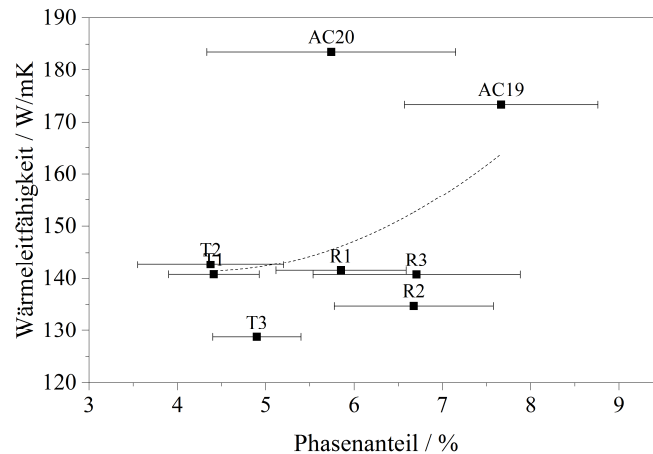 190
180
170
160
150
140
130
120
Wärmeleitfähigkeit / W/mK
AC20
AC19
T2
T1
R1
R3
R2
T3
3
4
5
6
7
8
9
Phasenanteil / %